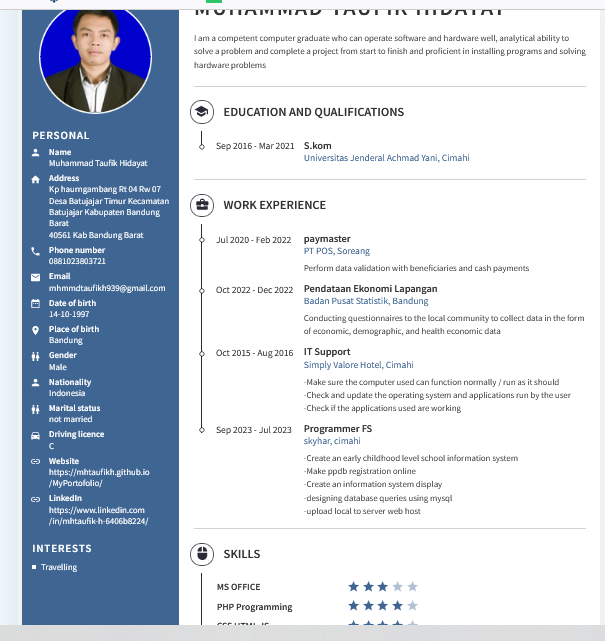 MUHAMMAD TAUFIK HIDAYAT
I am a competent computer graduate who can operate software and hardware well, analytical ability to
solve a problem and complete a project from start to finish and proficient in installing programs and solving
hardware problems
PERSONAL
Name
Muhammad Taufik Hidayat
Address
Kp haurngambang Rt 04 Rw 07
Desa Batujajar Timur Kecamatan
Batujajar Kabupaten Bandung
Barat
40561 Kab Bandung Barat
Phone number
0881023803721
Email
mhmmdtaufikh939@gmail.com
Date of birth
14-10-1997
Place of birth
Bandung
Gender
Male
Nationality
Indonesia
Marital status
not married
Driving licence
C
Website
https://mhtaufikh.github.io
/MyPortofolio/
LinkedIn
https://www.linkedin.com
/in/mhtaufik-h-6406b8224/
INTERESTS
Travelling
EDUCATION AND QUALIFICATIONS
Sep 2016 - Mar 2021 S.kom
Universitas Jenderal Achmad Yani, Cimahi
WORK EXPERIENCE
Jul 2020 - Feb 2022 paymaster
PT POS, Soreang
Perform data validation with beneficiaries and cash payments
Oct 2022 - Dec 2022 Pendataan Ekonomi Lapangan
Badan Pusat Statistik, Bandung
Conducting questionnaires to the local community to collect data in the form
of economic, demographic, and health economic data
Oct 2015 - Aug 2016 IT Support
Simply Valore Hotel, Cimahi
-Make sure the computer used can function normally / run as it should
-Check and update the operating system and applications run by the user
-Check if the applications used are working
Sep 2023 - Jul 2023 Programmer FS
skyhar, cimahi
-Create an early childhood level school information system
-Make ppdb registration online
-Create an information system display
-designing database queries using mysql
-upload local to server web host
SKILLS
MS OFFICE
PHP Programming